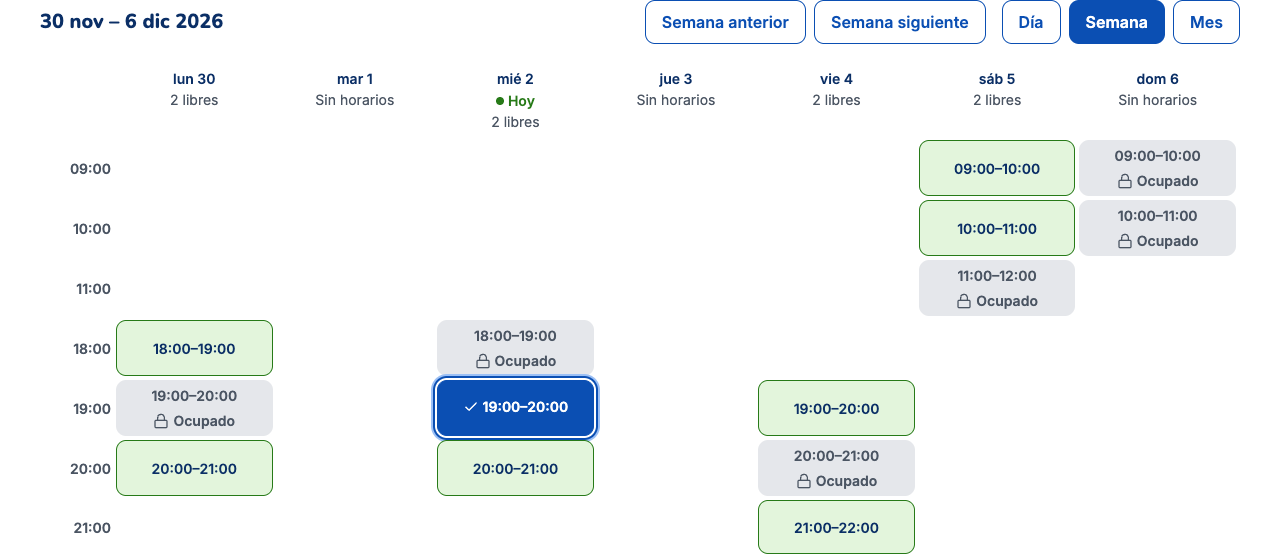 30 nov – 6 dic 2026
Semana anterior
Semana siguiente
Día
Semana
Mes
lun 30
2 libres
mar 1
Sin horarios
mié 2
Hoy
2 libres
jue 3
Sin horarios
vie 4
2 libres
sáb 5
2 libres
dom 6
Sin horarios
09:00
09:00–10:00
09:00–10:00
Ocupado
10:00
10:00–11:00
10:00–11:00
Ocupado
11:00
11:00–12:00
Ocupado
18:00
18:00–19:00
18:00–19:00
Ocupado
19:00
19:00–20:00
Ocupado
19:00–20:00
19:00–20:00
20:00
20:00–21:00
20:00–21:00
20:00–21:00
Ocupado
21:00
21:00–22:00